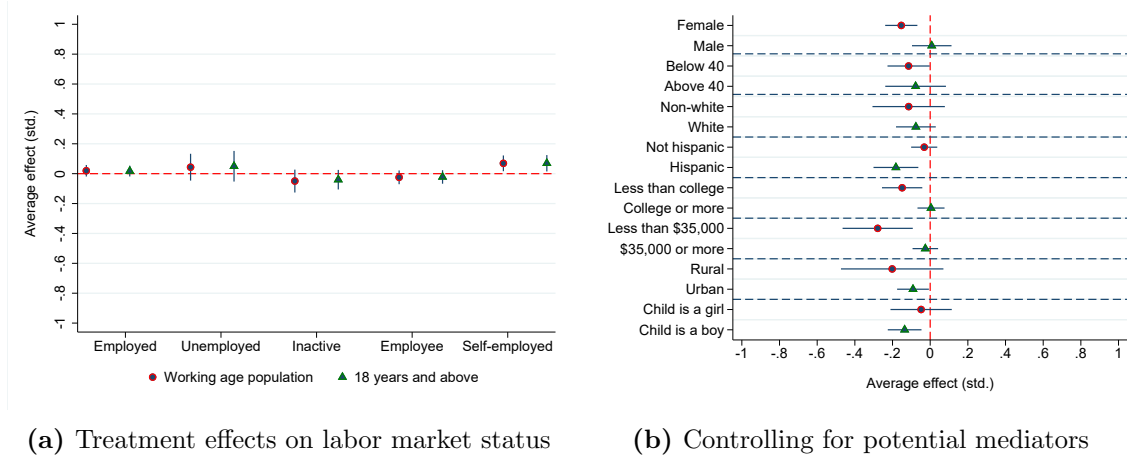 Average effect (std.)
1
.8
.6
.4
.2
0
-.2
-.4
-.6
-.8
-1
Employed Unemployed Inactive Employee Self-employed
Working age population 18 years and above
(a) Treatment effects on labor market status
Female
Male
Below 40
Above 40
Non-white
White
Not hispanic
Hispanic
Less than college
College or more
Less than $35,000
$35,000 or more
Rural
Urban
Child is a girl
Child is a boy
-1 -.8 -.6 -.4 -.2 0 .2 .4 .6 .8 1
Average effect (std.)
(b) Controlling for potential mediators